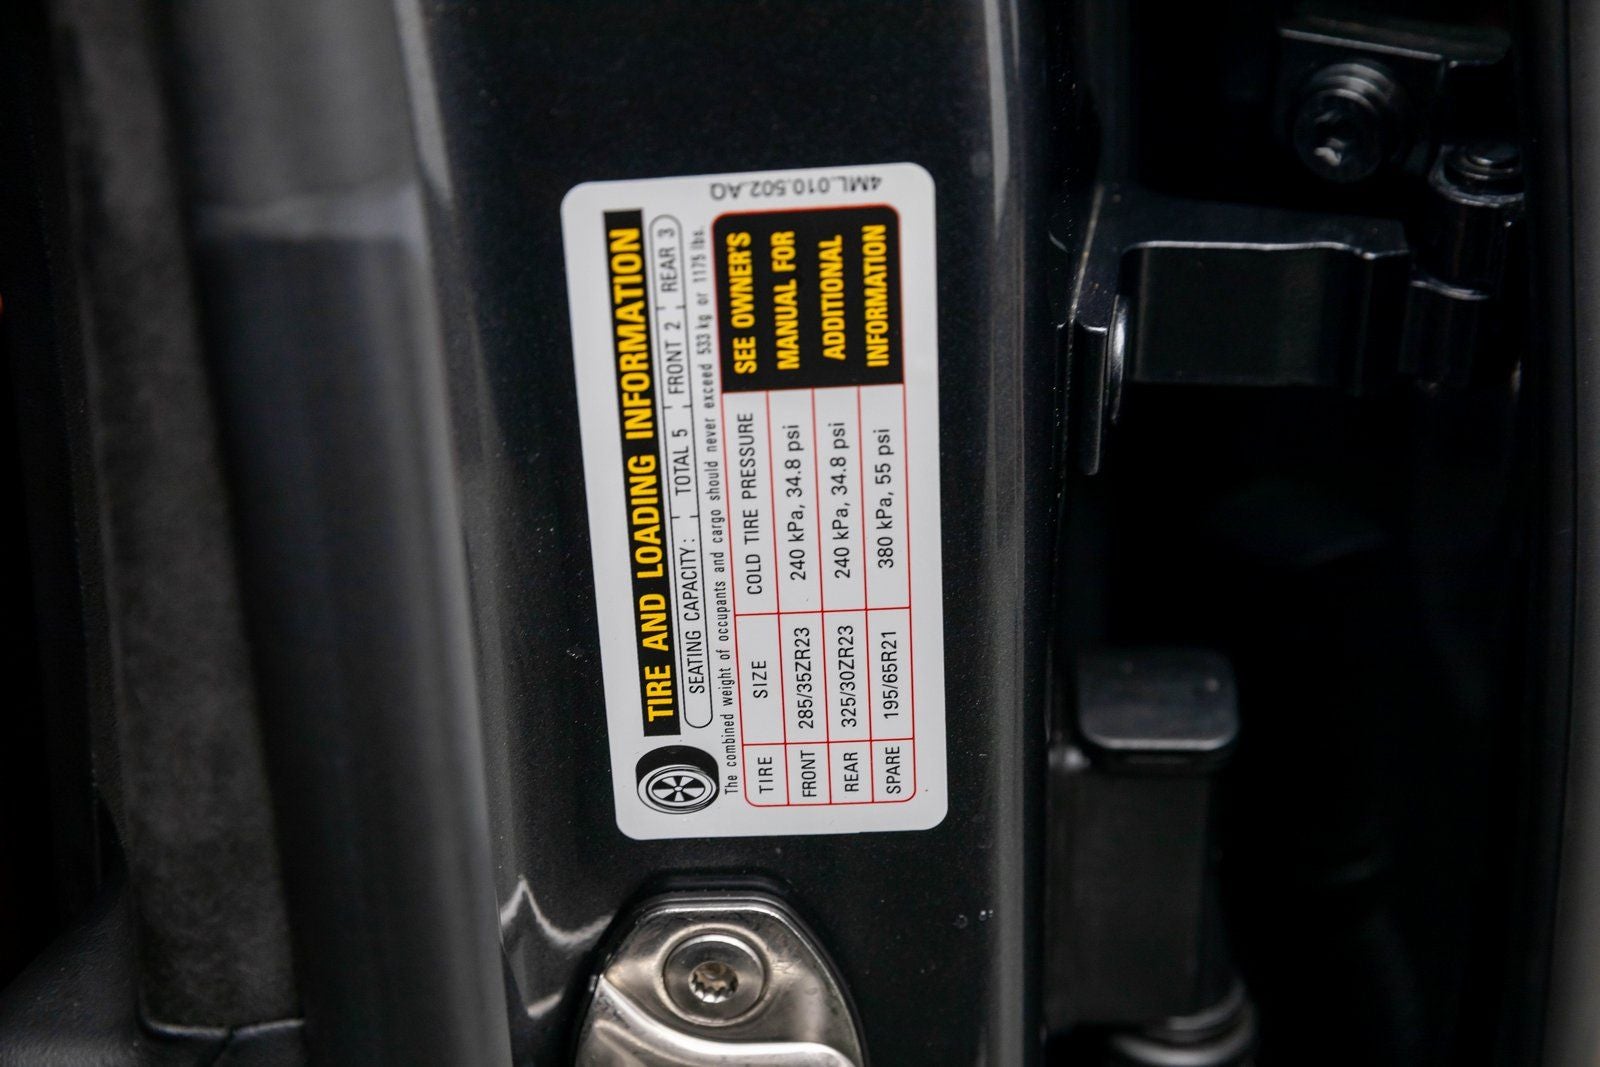 TIRE AND LOADING INFORMATION
SEATING CAPACITY: TOTAL 5 FRONT 2 REAR 3
The combined weight of occupants and cargo should never exceed 533 kg or 1175 lbs.
TIRE SIZE COLD TIRE PRESSURE
FRONT 285/35ZR23 240 kPa, 34.8 psi
REAR 325/30ZR23 240 kPa, 34.8 psi
SPARE 195/65R21 380 kPa, 55 psi
SEE OWNER'S
MANUAL FOR
ADDITIONAL
INFORMATION
4ML.010.502.AQ